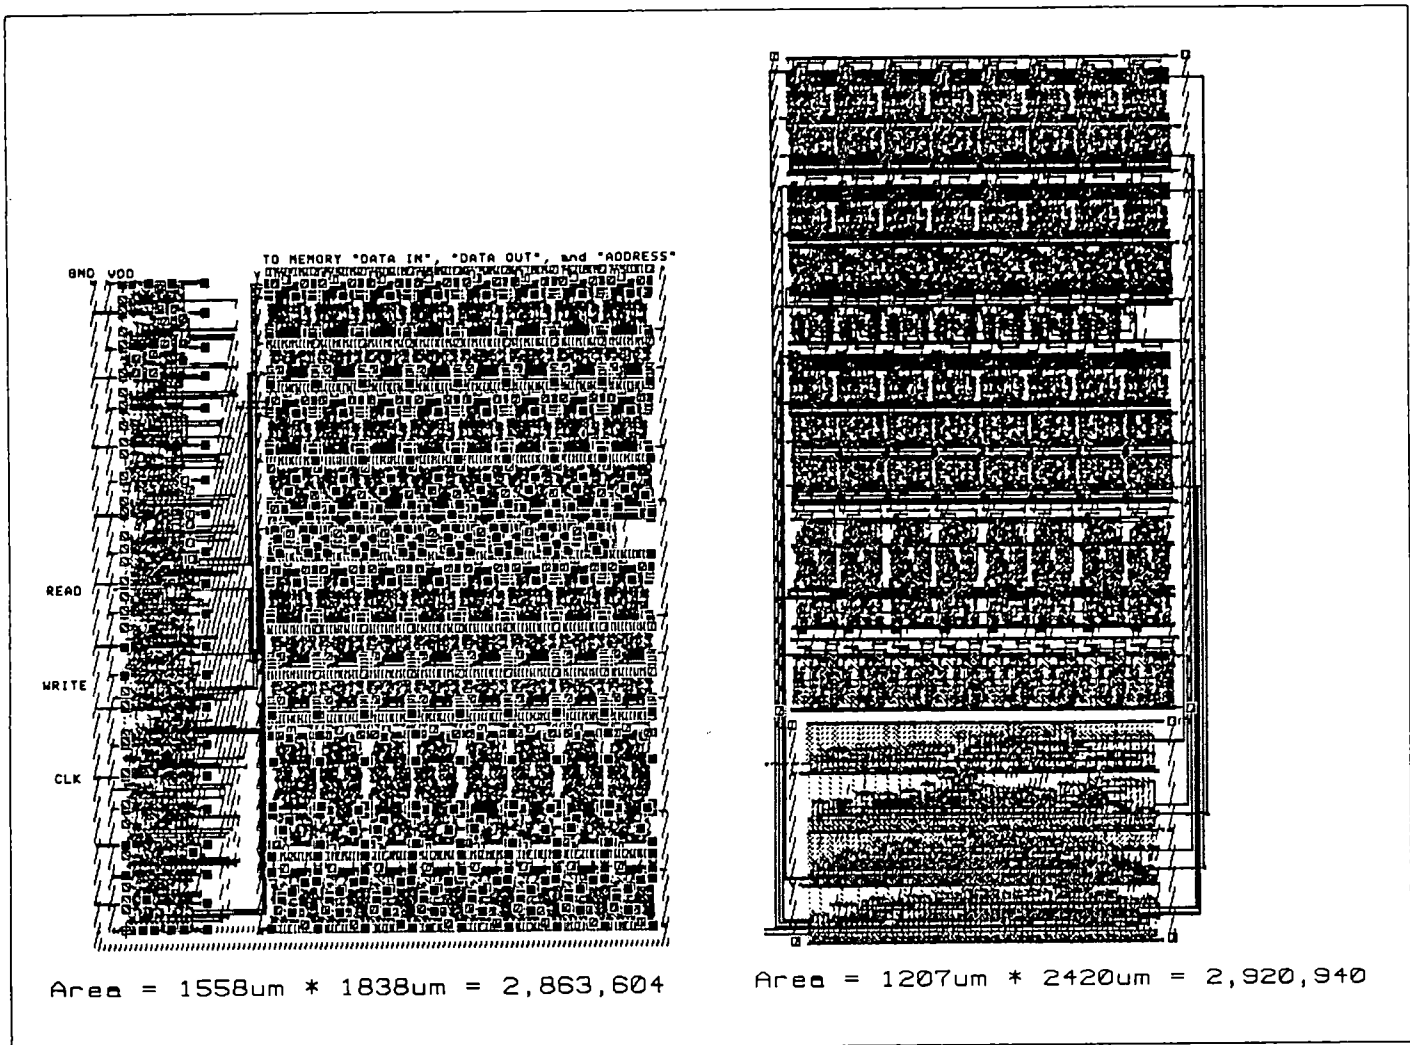 TO MEMORY "DATA IN", "DATA OUT", and "ADDRESS"
GND VDD
READ
WRITE
CLK
Area = 1558um * 1838um = 2,863,604
Area = 1207um * 2420um = 2,920,940